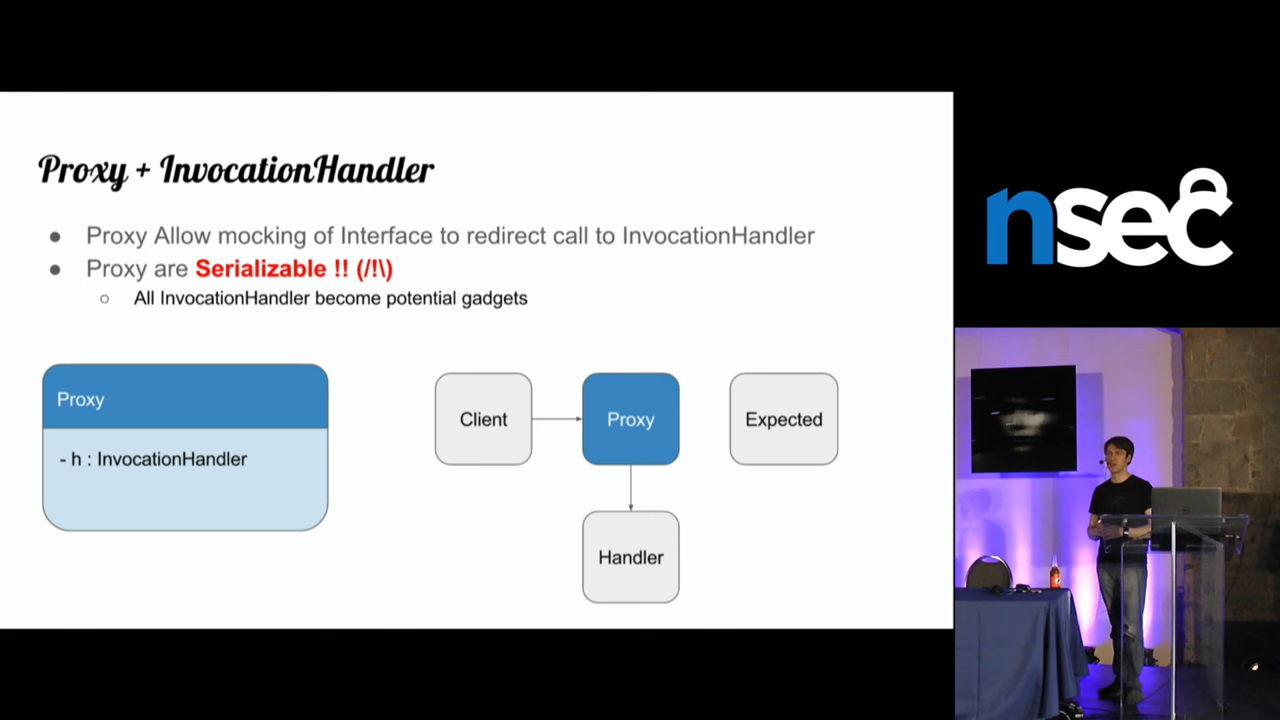 Proxy + InvocationHandler
● Proxy Allow mocking of Interface to redirect call to InvocationHandler
● Proxy are Serializable !! (/!\)
○ All InvocationHandler become potential gadgets
Proxy
- h : InvocationHandler
Client
Proxy
Expected
Handler
nsec